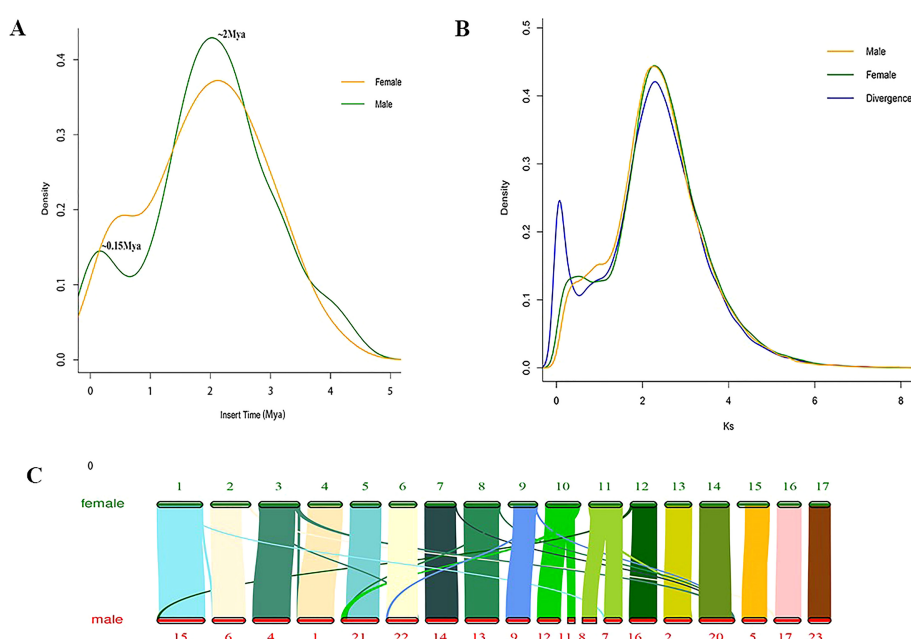 A
~2Mya
~0.15Mya
Female
Male
Density
0.0 0.1 0.2 0.3 0.4
0 1 2 3 4 5
Insert Time (Mya)
B
Male
Female
Divergence
Density
0.0 0.1 0.2 0.3 0.4 0.5
0 2 4 6 8
Ks
C
0
1 2 3 4 5 6 7 8 9 10 11 12 13 14 15 16 17
female
male
15 6 4 1 21 22 14 13 9 12 11 8 7 16 2 20 5 17 23